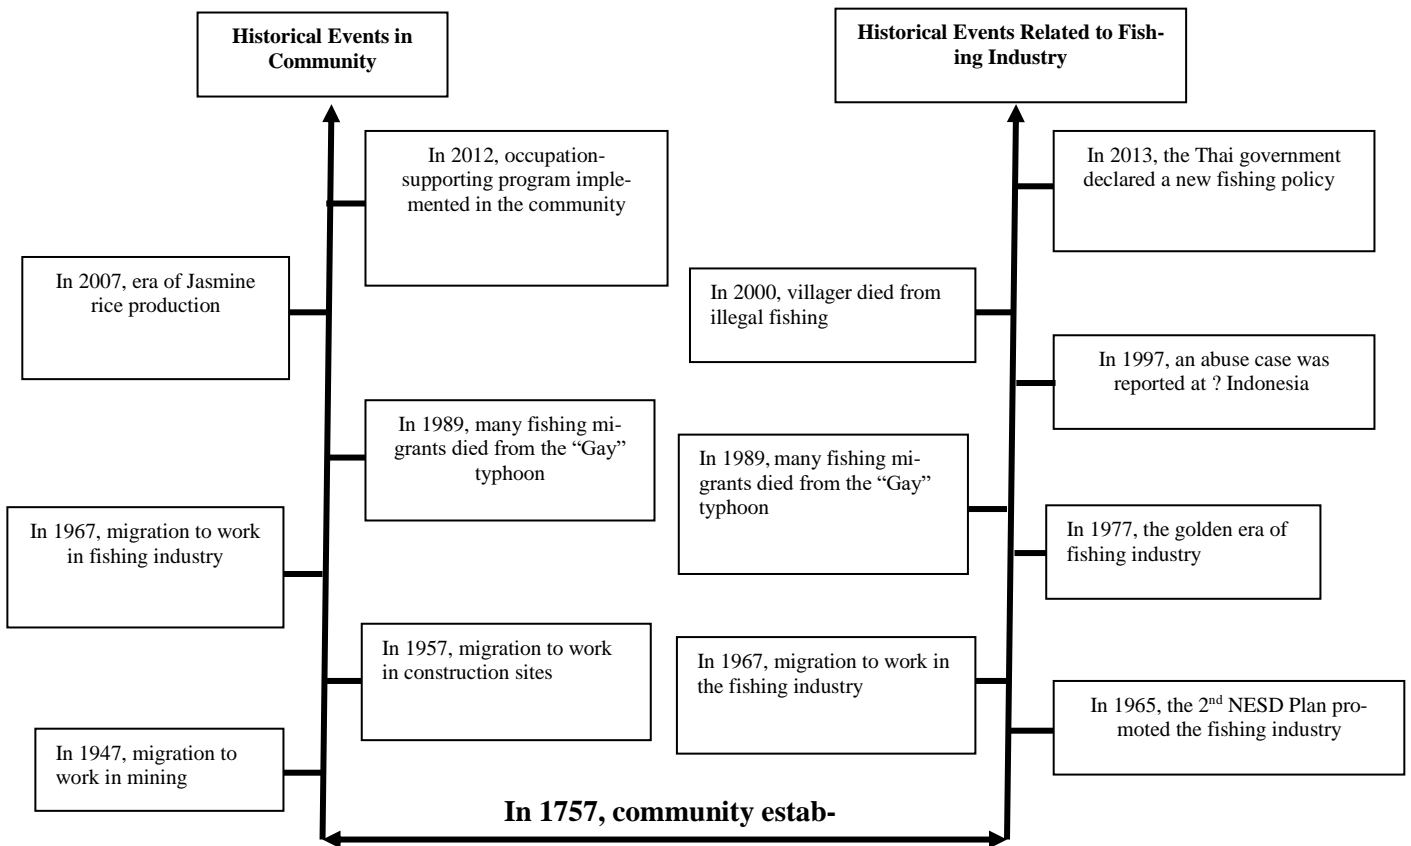 Historical Events in
Community
Historical Events Related to Fish-
ing Industry
In 2012, occupation-
supporting program imple-
mented in the community
In 2013, the Thai government
declared a new fishing policy
In 2007, era of Jasmine
rice production
In 2000, villager died from
illegal fishing
In 1997, an abuse case was
reported at ? Indonesia
In 1989, many fishing mi-
grants died from the “Gay”
typhoon
In 1989, many fishing mi-
grants died from the “Gay”
typhoon
In 1967, migration to work
in fishing industry
In 1977, the golden era of
fishing industry
In 1957, migration to work
in construction sites
In 1967, migration to work in
the fishing industry
In 1965, the 2nd NESD Plan pro-
moted the fishing industry
In 1947, migration to
work in mining
In 1757, community estab-